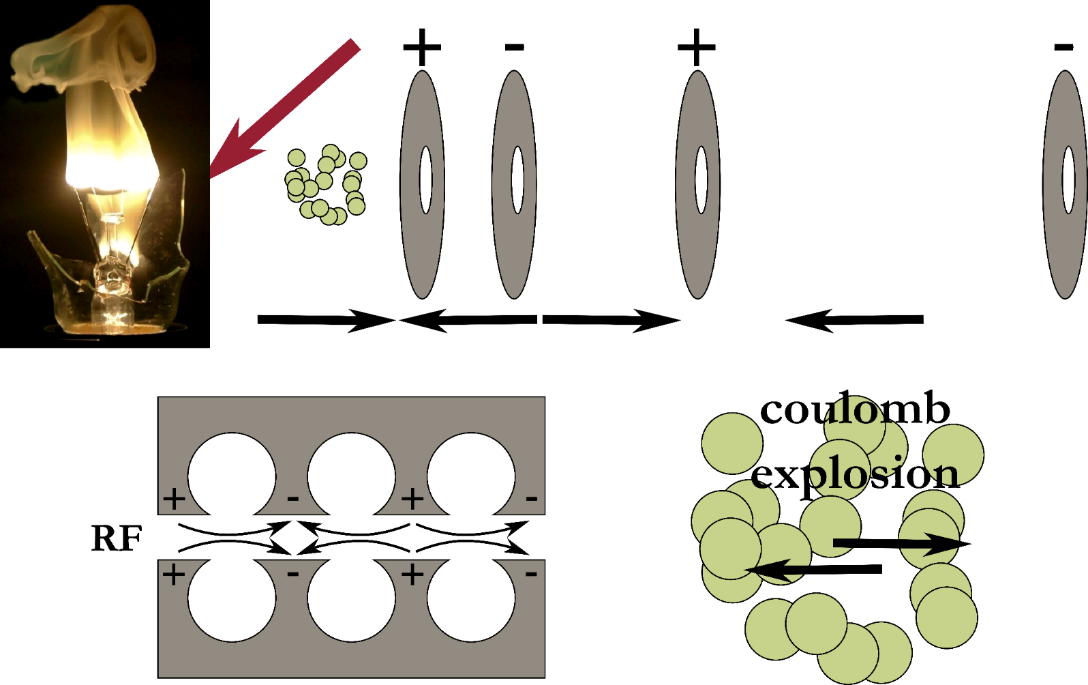 + - + -
coulomb
explosion
+ - + -
RF
+ - + -